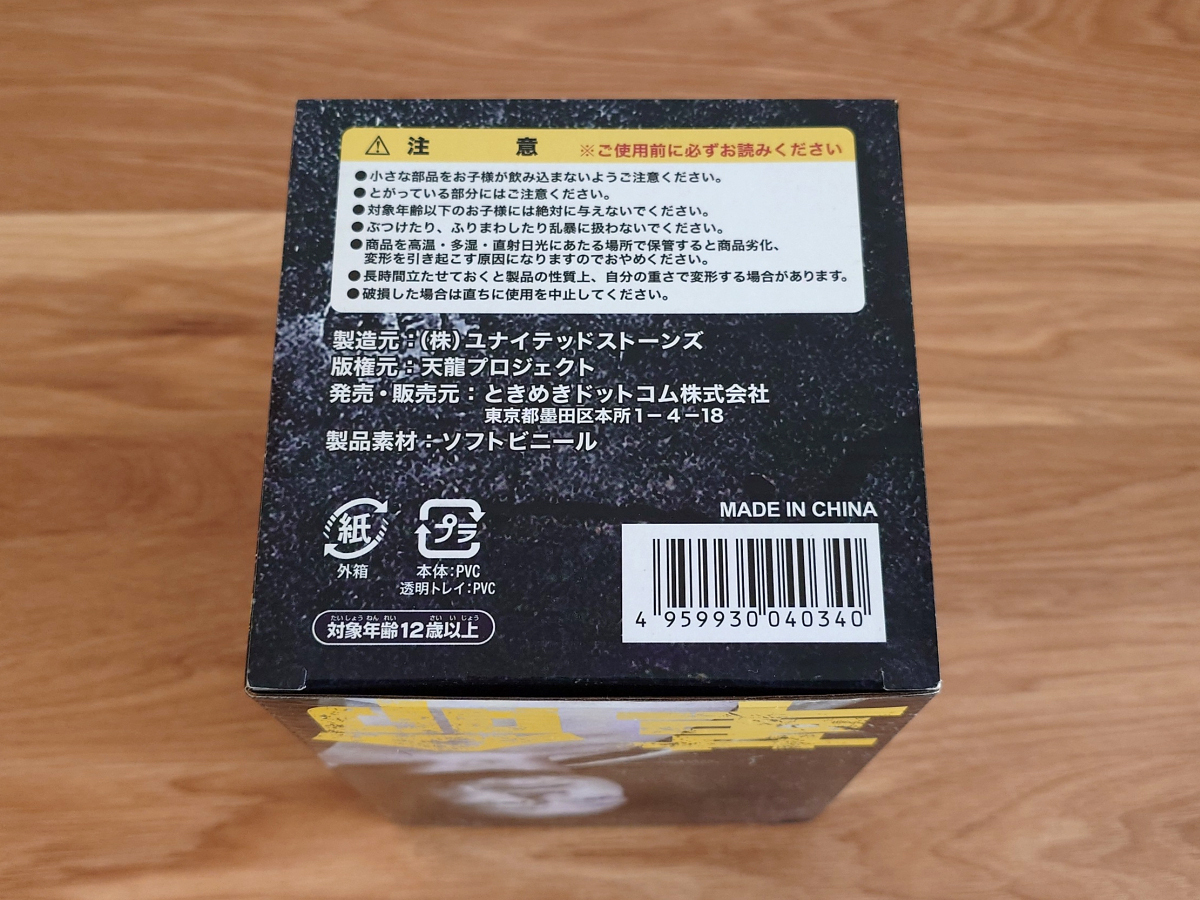 注 意 ※ご使用前に必ずお読みください
●小さな部品をお子様が飲み込まないようご注意ください。
●とがっている部分にはご注意ください。
●対象年齢以下のお子様には絶対に与えないでください。
●ぶつけたり、ふりまわしたり乱暴に扱わないでください。
●商品を高温・多湿・直射日光にあたる場所で保管すると商品劣化、
変形を引き起こす原因になりますのでおやめください。
●長時間立たせておくと製品の性質上、自分の重さで変形する場合があります。
●破損した場合は直ちに使用を中止してください。
製造元：（株）ユナイテッドストーンズ
版権元：天龍プロジェクト
発売・販売元：ときめきドットコム株式会社
東京都墨田区本所1－4－18
製品素材：ソフトビニール
紙
外箱
プラ
本体：PVC
透明トレイ：PVC
たいしょうねんれい さいいじょう
対象年齢12歳以上
MADE IN CHINA
4 959930 040340